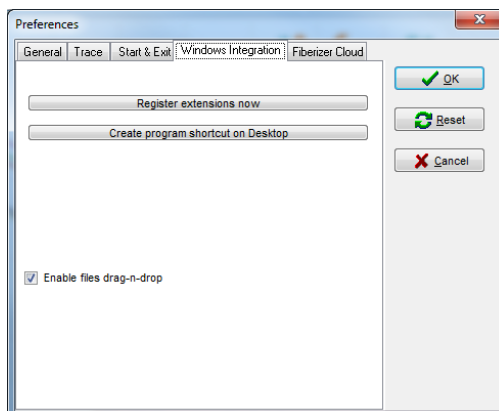 Preferences
General Trace Start & Exit Windows Integration Fiberizer Cloud
OK
Register extensions now
Create program shortcut on Desktop
Reset
Cancel
Enable files drag-n-drop